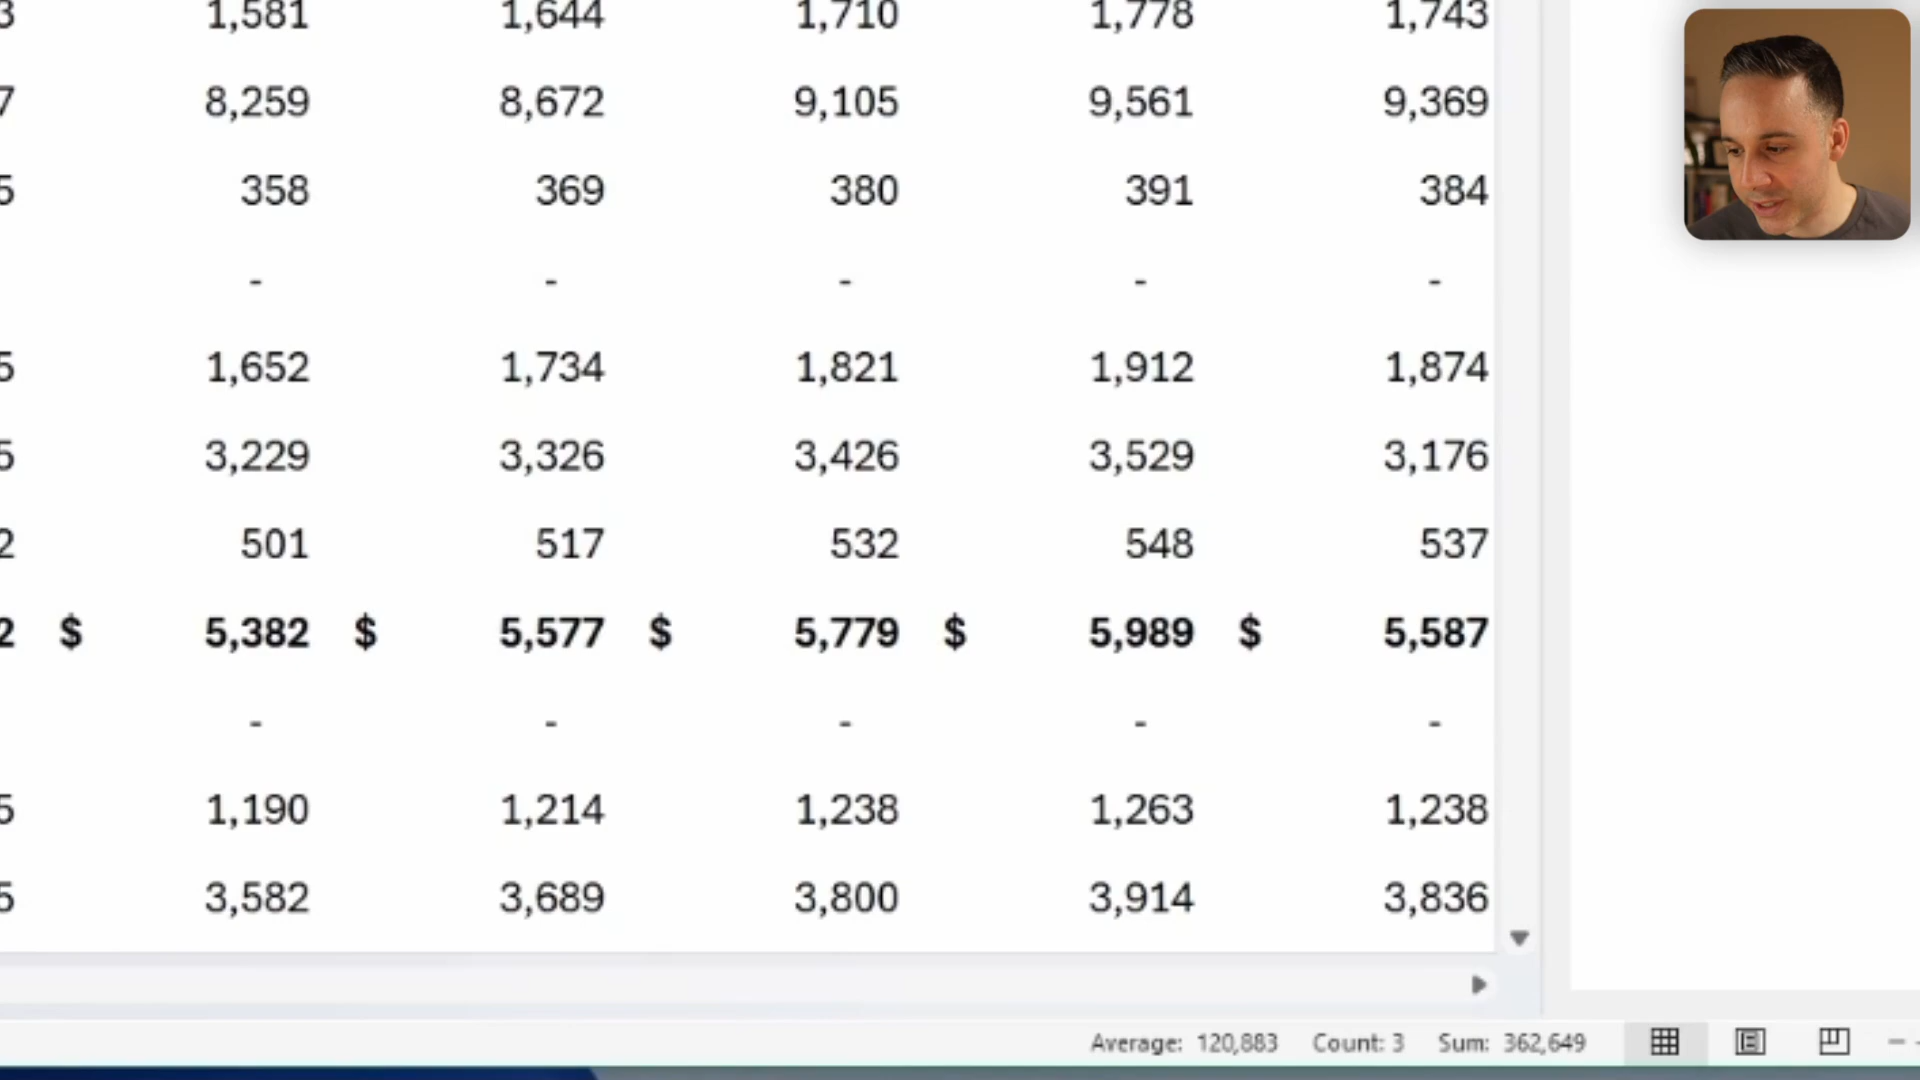 3 1,581 1,644 1,710 1,778 1,743
7 8,259 8,672 9,105 9,561 9,369
5 358 369 380 391 384
- - - - -
5 1,652 1,734 1,821 1,912 1,874
5 3,229 3,326 3,426 3,529 3,176
2 501 517 532 548 537
2 $ 5,382 $ 5,577 $ 5,779 $ 5,989 $ 5,587
- - - - -
5 1,190 1,214 1,238 1,263 1,238
5 3,582 3,689 3,800 3,914 3,836
Average: 120,883 Count: 3 Sum: 362,649